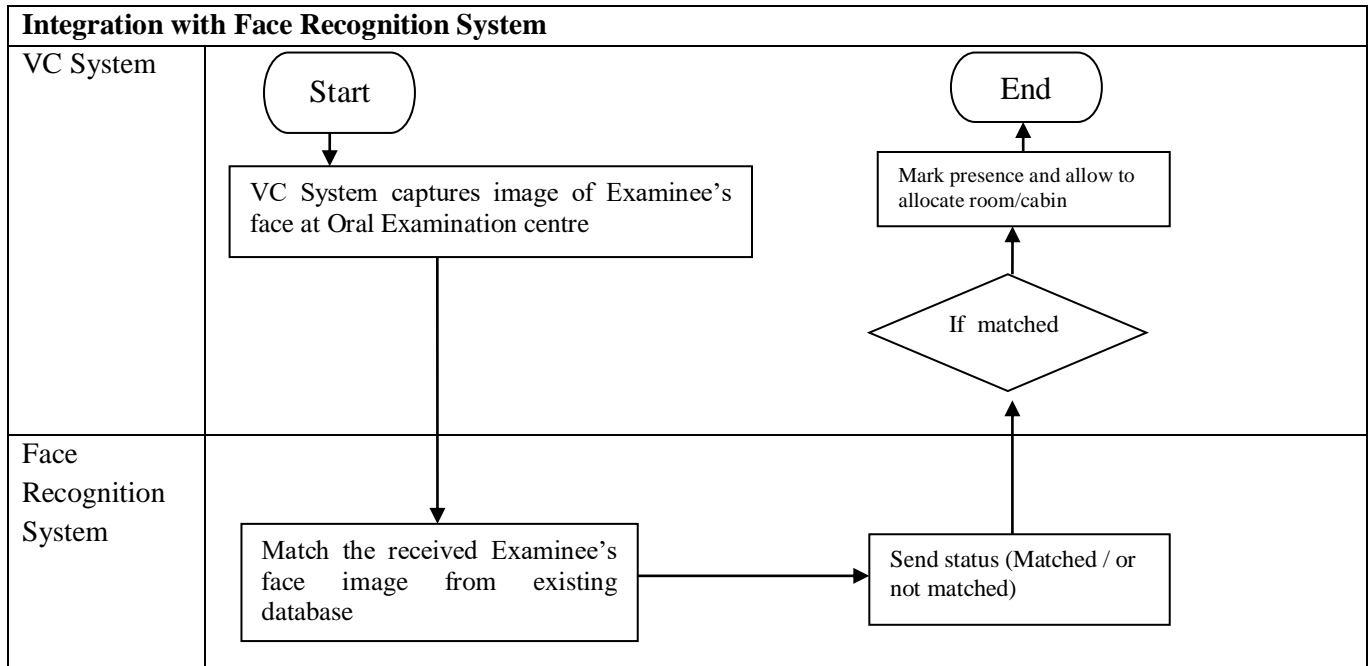 Integration with Face Recognition System
VC System
Start
VC System captures image of Examinee’s
face at Oral Examination centre
End
Mark presence and allow to
allocate room/cabin
If matched
Face
Recognition
System
Match the received Examinee’s
face image from existing
database
Send status (Matched / or
not matched)